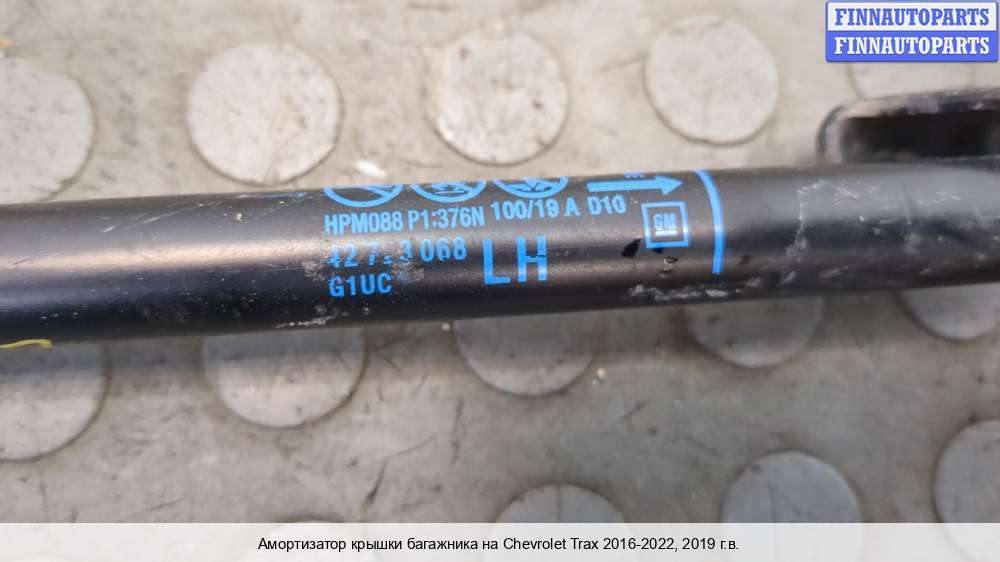 FINNAUTOPARTS
FINNAUTOPARTS
HPM088 P1:376N 100/19 A D10
GM
068 LH
G1UC
Амортизатор крышки багажника на Chevrolet Trax 2016-2022, 2019 г.в.